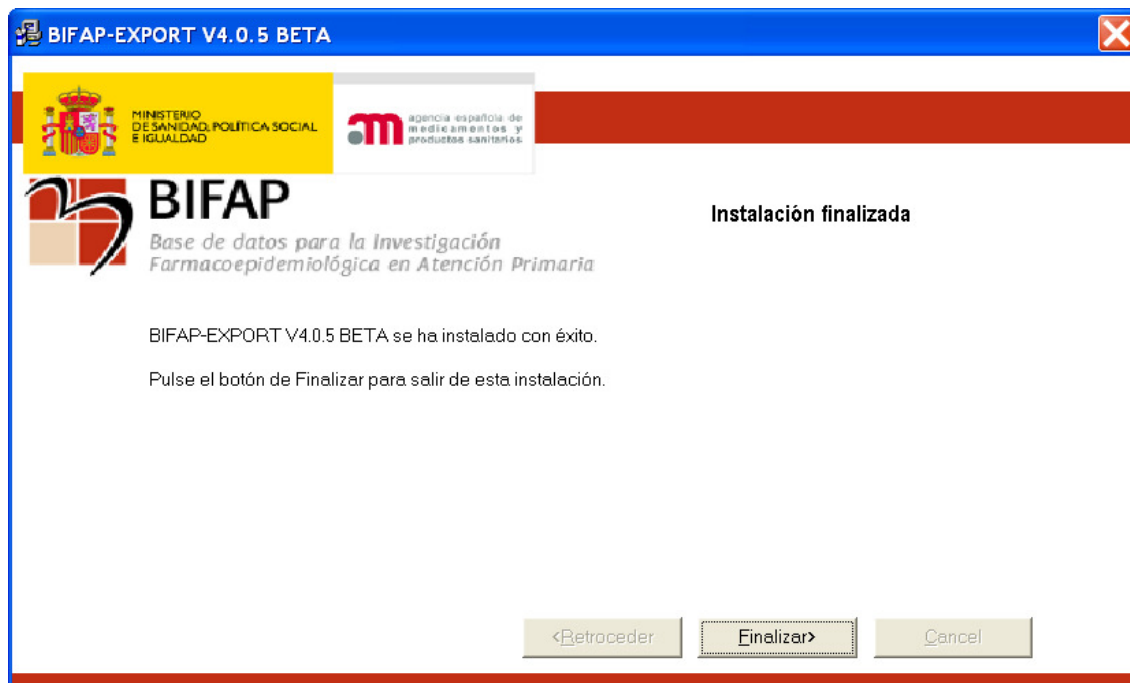 BIFAP-EXPORT V4.0.5 BETA
MINISTERIO
DE SANIDAD, POLÍTICA SOCIAL
E IGUALDAD
am
agencia española de
medicamentos y
productos sanitarios
BIFAP
Base de datos para la Investigación
Farmacoepidemiológica en Atención Primaria
Instalación finalizada
BIFAP-EXPORT V4.0.5 BETA se ha instalado con éxito.
Pulse el botón de Finalizar para salir de esta instalación.
<Retroceder
Finalizar>
Cancel